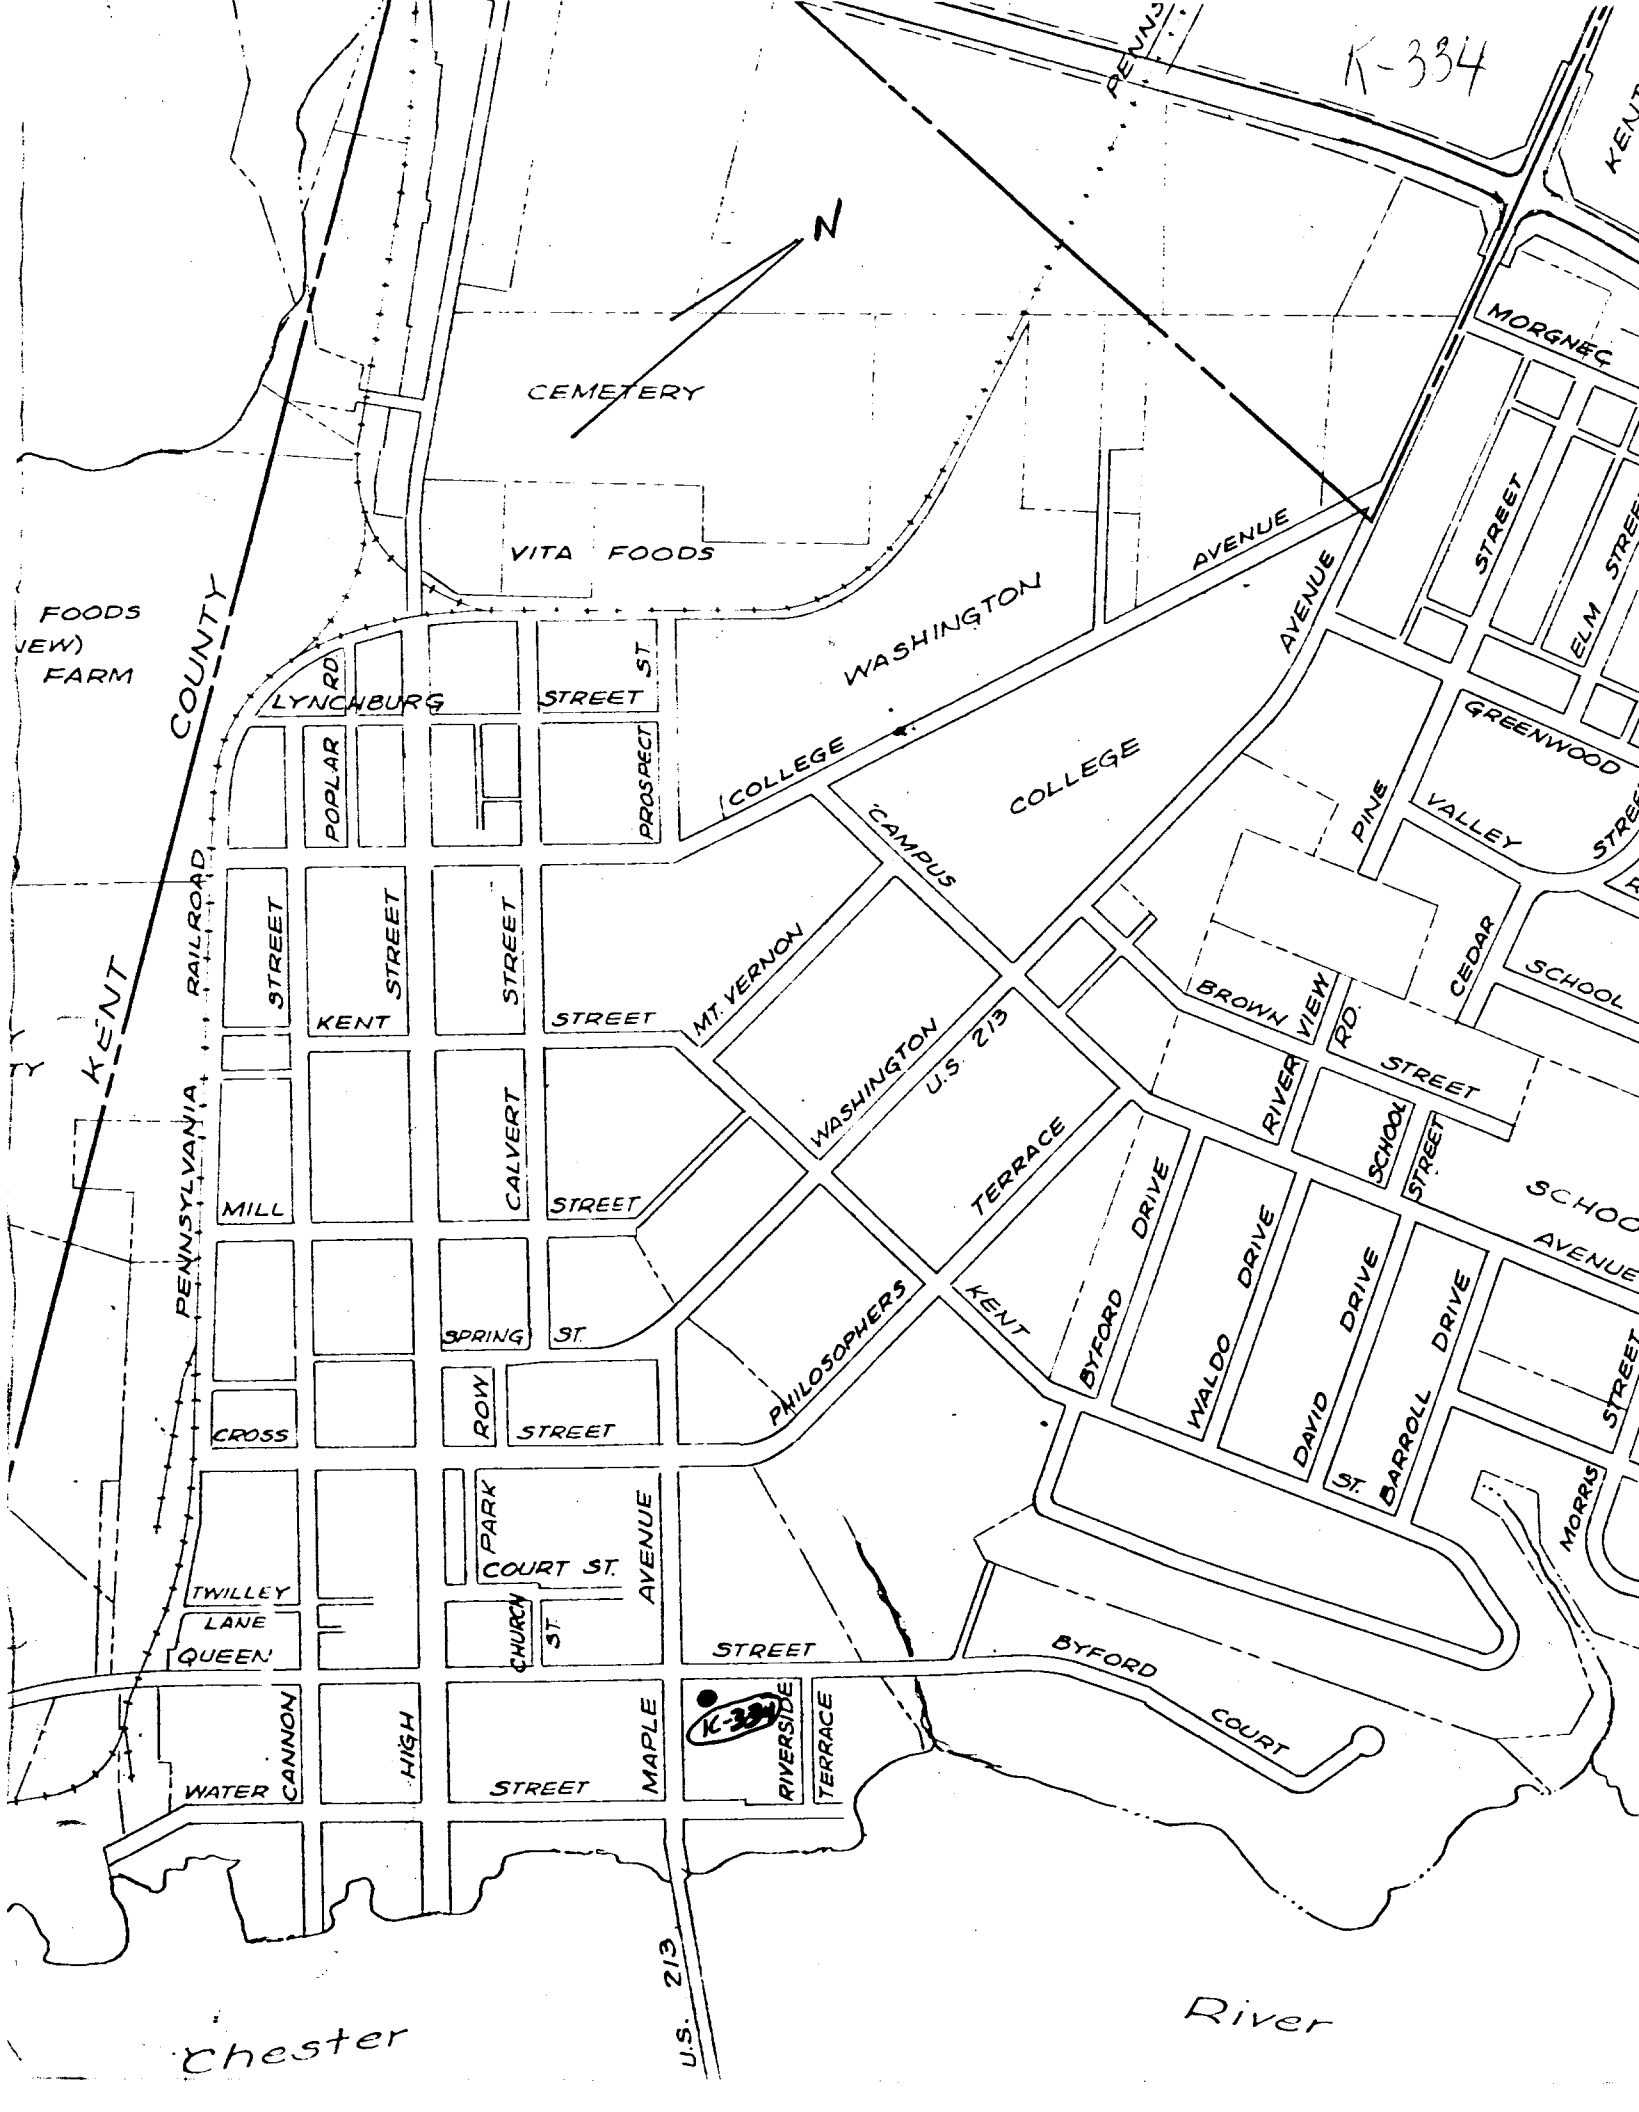 K-334
PENNS
KENT
N
MORGNEC
CEMETERY
STREET
ELM
VITA FOODS
AVENUE
AVENUE
WASHINGTON
FOODS
FARM
COUNTY
RD
ST.
LYNCHBURG STREET
GREENWOOD
POPLAR
PROSPECT
COLLEGE
COLLEGE
CAMPUS
PINE
VALLEY
RAILROAD
STREET
STREET
STREET
KENT STREET
MT. VERNON
CEDAR
SCHOOL
BROWN
VIEW
RD.
KENT
WASHINGTON
U.S. 213
RIVER
STREET
SCHOOL
STREET
PENNSYLVANIA
CALVERT
MILL STREET
TERRACE
DRIVE
SCHOO
AVENUE
DRIVE
DRIVE
DRIVE
SPRING ST.
PHILOSOPHERS
KENT
BYFORD
WALDO
DAVID
BARROLL
STREET
ROW
CROSS STREET
ST.
MORRIS
PARK
COURT ST.
AVENUE
TWILLEY
LANE
QUEEN STREET
CHURCH
ST.
BYFORD
COURT
K-334
CANNON
HIGH
MAPLE
RIVERSIDE
TERRACE
WATER STREET
U.S. 213
Chester River